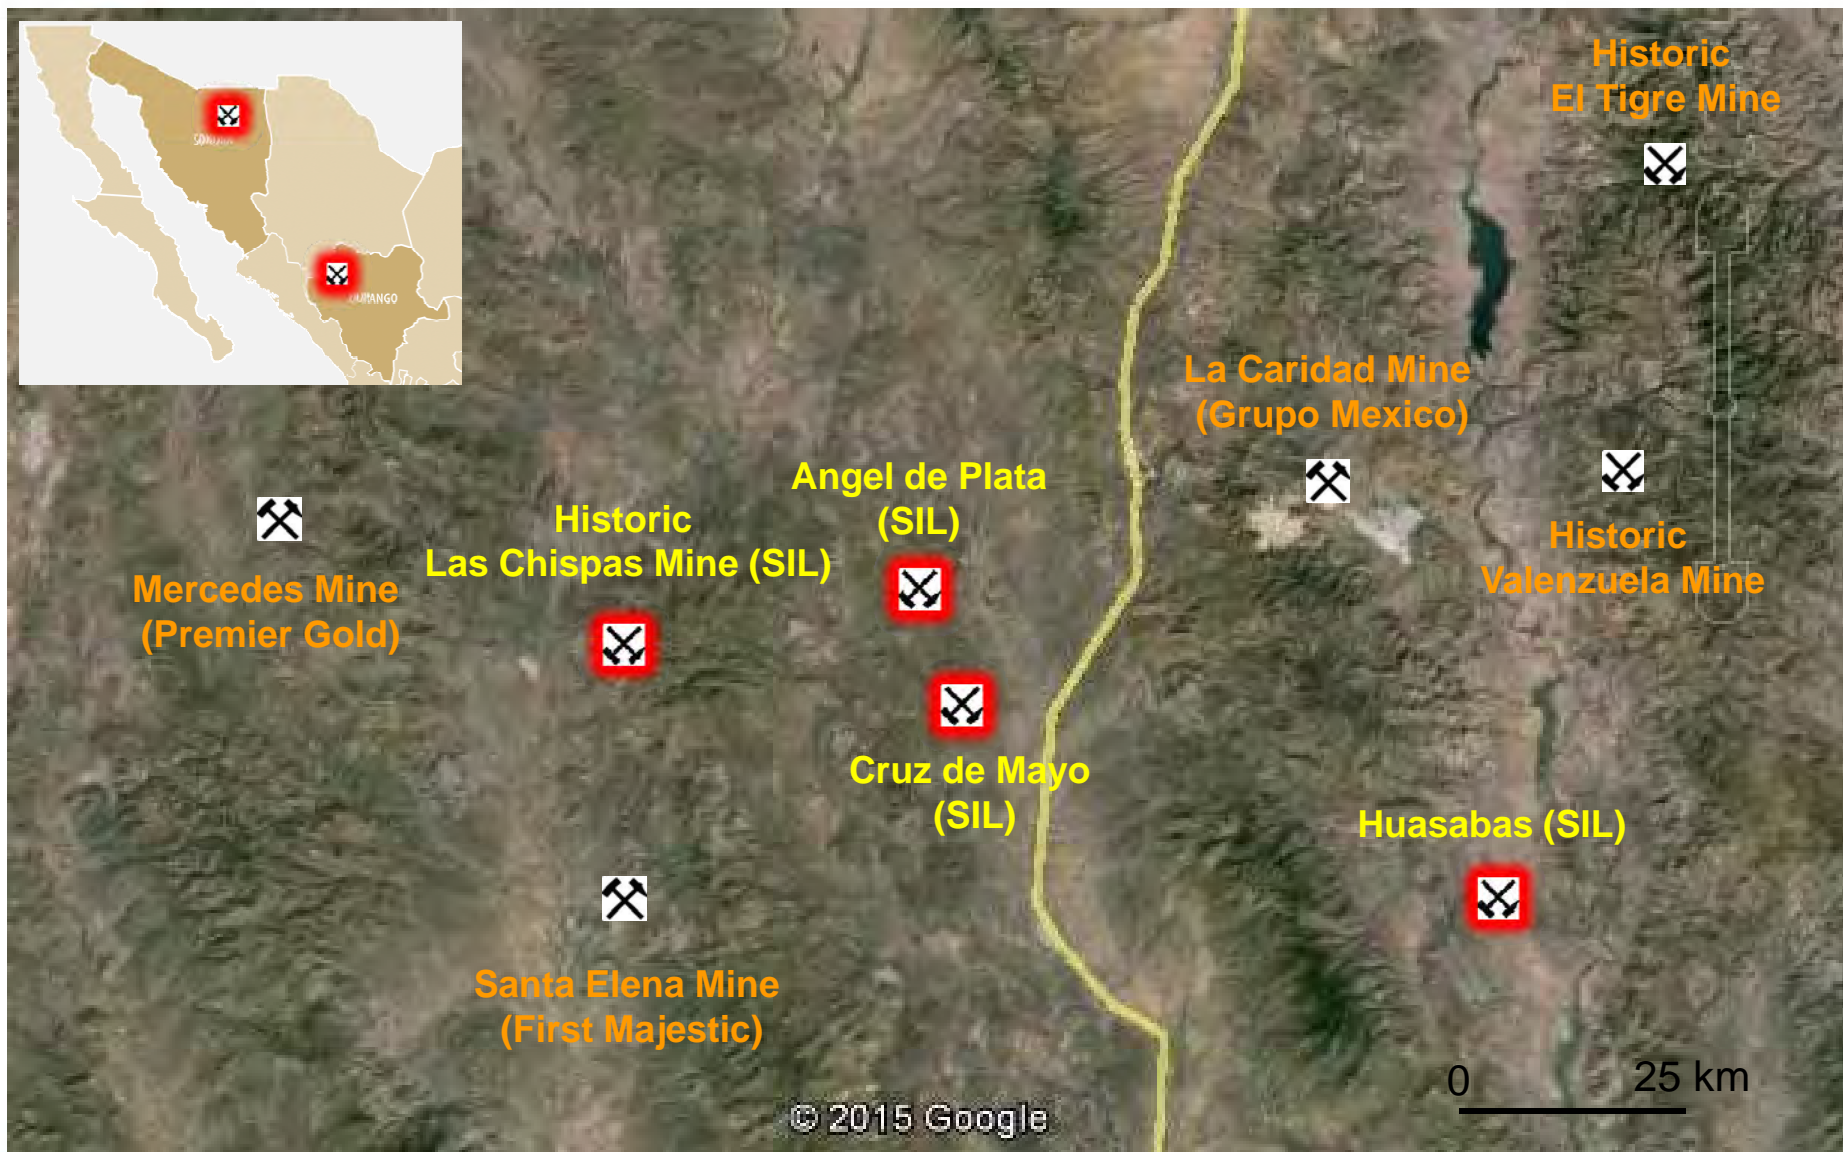 Historic
El Tigre Mine
DURANGO
La Caridad Mine
(Grupo Mexico)
Angel de Plata
(SIL)
Historic
Las Chispas Mine (SIL)
Historic
Valenzuela Mine
Mercedes Mine
(Premier Gold)
Cruz de Mayo
(SIL)
Huasabas (SIL)
Santa Elena Mine
(First Majestic)
0
25 km
© 2015 Google